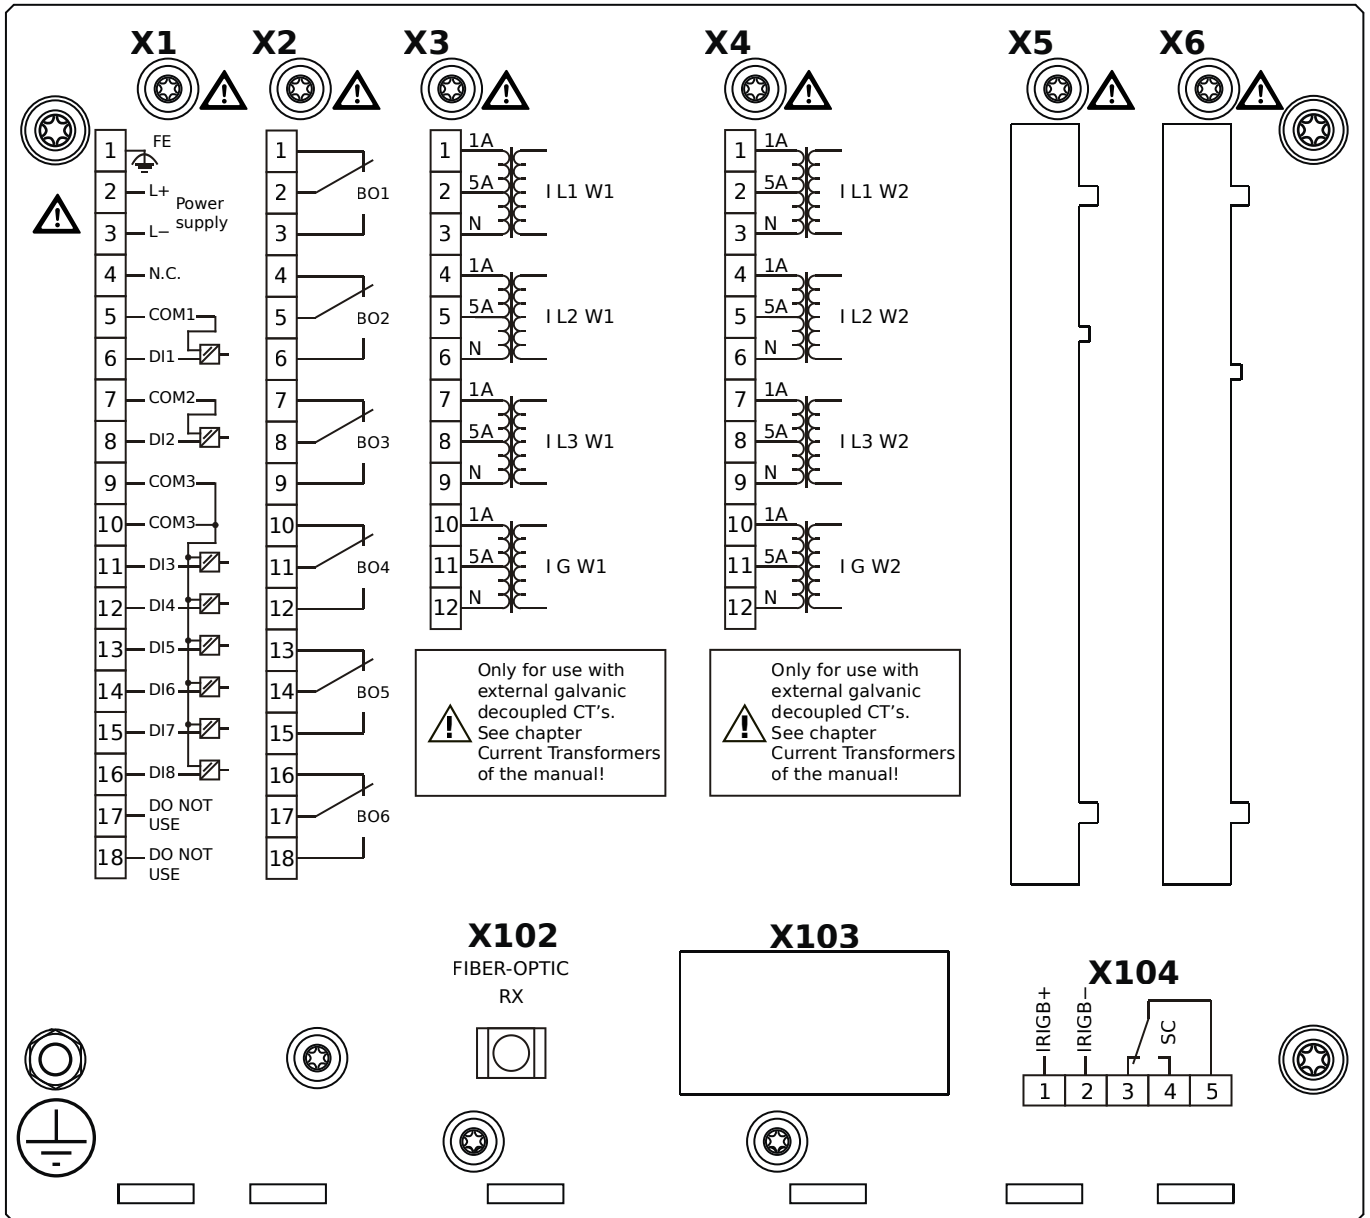 X1
X2
X3
X4
X5
X6
1
FE
2
L+
Power
supply
3
L−
4
N.C.
5
COM1
6
DI1
7
COM2
8
DI2
9
COM3
10
COM3
11
DI3
12
DI4
13
DI5
14
DI6
15
DI7
16
DI8
17
DO NOT
USE
18
DO NOT
USE
1
2
BO1
3
4
5
BO2
6
7
8
BO3
9
10
11
BO4
12
13
14
BO5
15
16
17
BO6
18
1
1A
2
5A
I L1 W1
3
N
4
1A
5
5A
I L2 W1
6
N
7
1A
8
5A
I L3 W1
9
N
10
1A
11
5A
I G W1
12
N
Only for use with
external galvanic
decoupled CT's.
See chapter
Current Transformers
of the manual!
1
1A
2
5A
I L1 W2
3
N
4
1A
5
5A
I L2 W2
6
N
7
1A
8
5A
I L3 W2
9
N
10
1A
11
5A
I G W2
12
N
Only for use with
external galvanic
decoupled CT's.
See chapter
Current Transformers
of the manual!
X102
FIBER-OPTIC
RX
X103
X104
IRIGB+
IRIGB−
SC
1 2 3 4 5